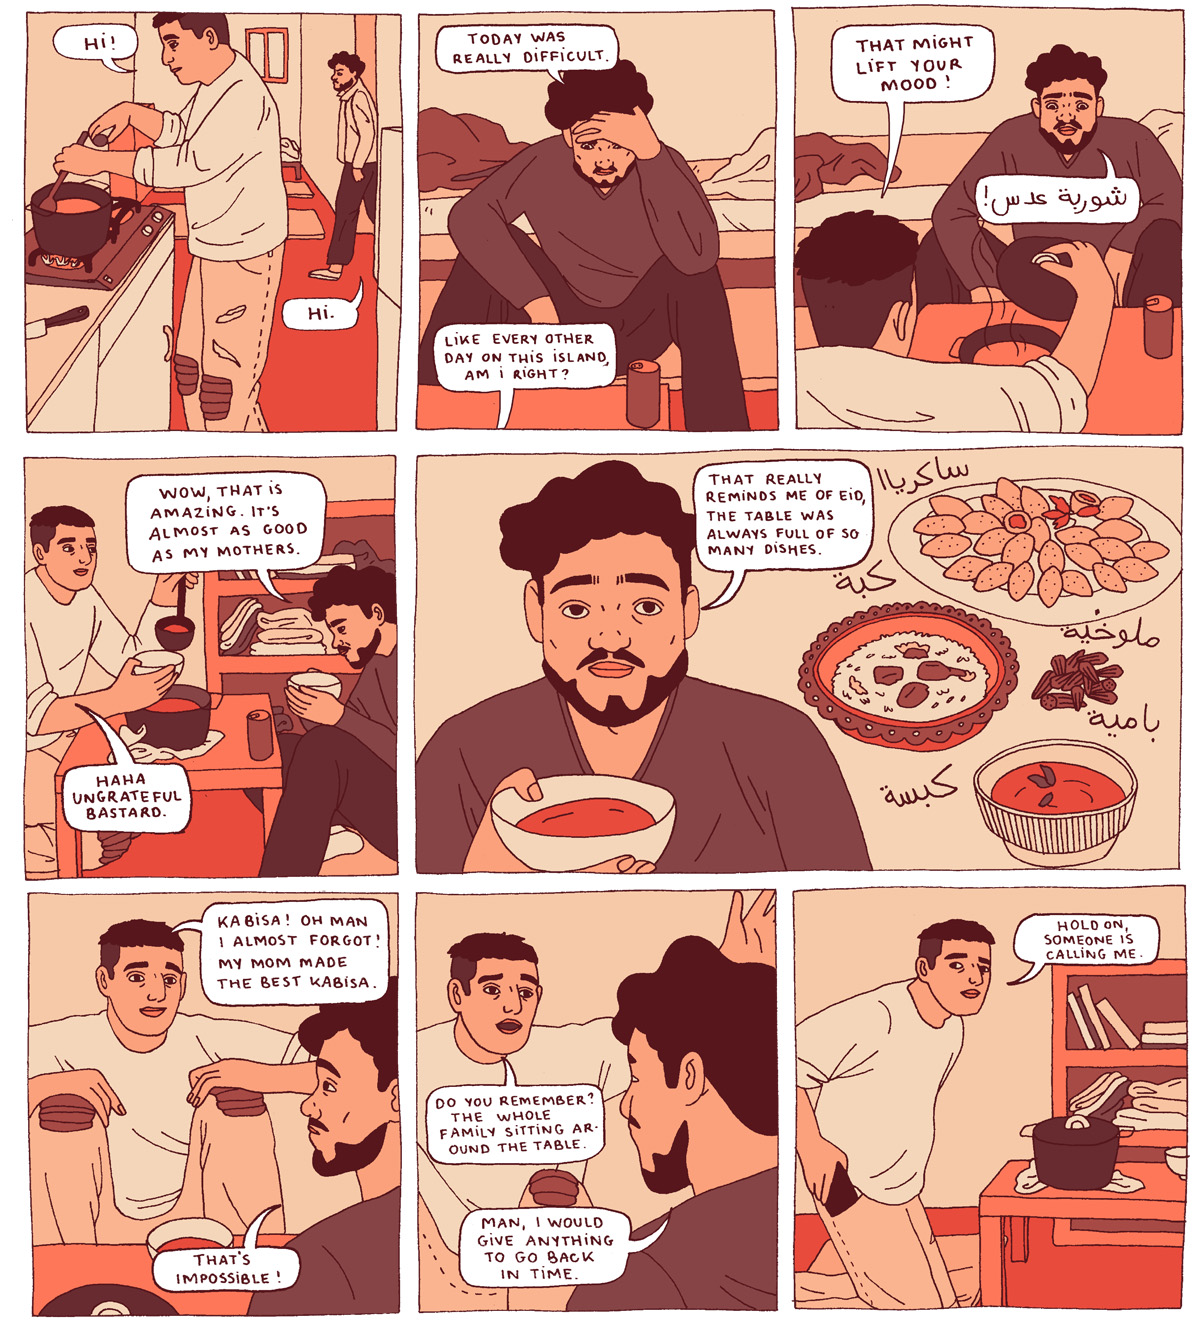 Hi!
Hi.
TODAY WAS
REALLY DIFFICULT.
LIKE EVERY OTHER
DAY ON THIS ISLAND,
AM I RIGHT?
THAT MIGHT
LIFT YOUR
MOOD!
شوربة عدس!
WOW, THAT IS
AMAZING. IT'S
ALMOST AS GOOD
AS MY MOTHERS.
HAHA
UNGRATEFUL
BASTARD.
THAT REALLY
REMINDS ME OF EID,
THE TABLE WAS
ALWAYS FULL OF SO
MANY DISHES.
ساكرياا
كبة
ملوخية
بامية
كبسة
KABISA! OH MAN
I ALMOST FORGOT!
MY MOM MADE
THE BEST KABISA.
THAT'S
IMPOSSIBLE!
DO YOU REMEMBER?
THE WHOLE
FAMILY SITTING AR-
OUND THE TABLE.
MAN, I WOULD
GIVE ANYTHING
TO GO BACK
IN TIME.
HOLD ON,
SOMEONE IS
CALLING ME.